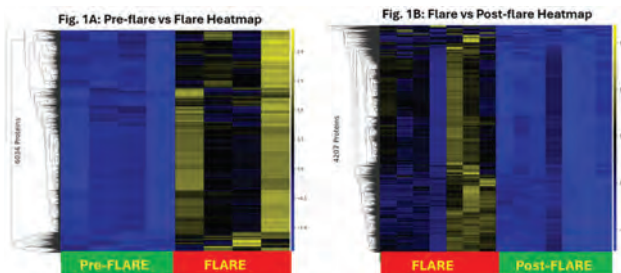 Fig. 1A: Pre-flare vs Flare Heatmap
6034 Proteins
Pre-FLARE
FLARE
Fig. 1B: Flare vs Post-flare Heatmap
4207 Proteins
FLARE
Post-FLARE